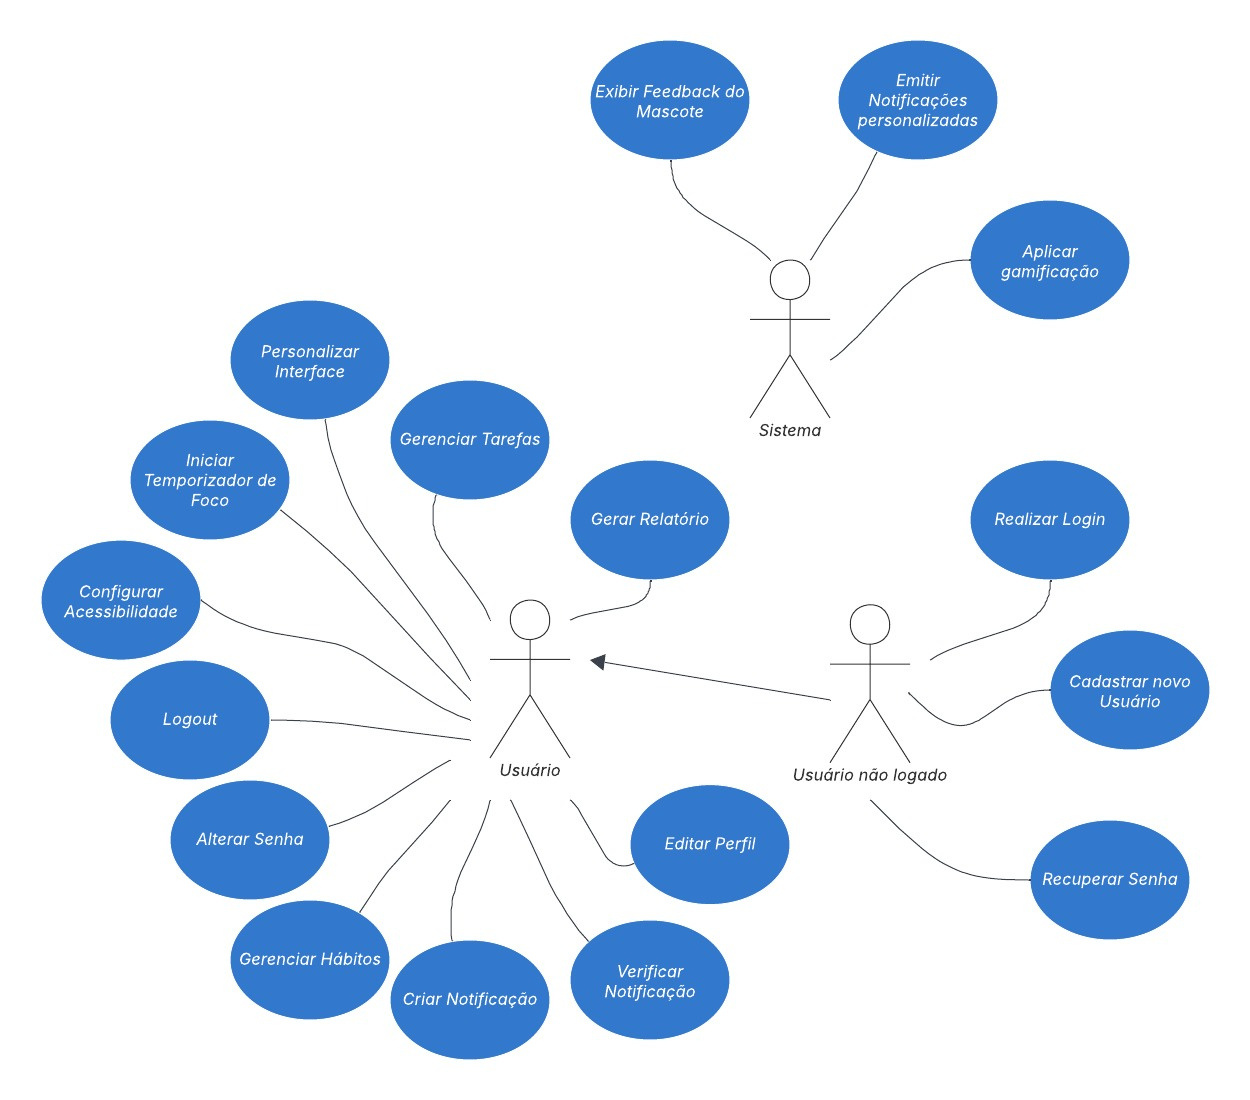 Exibir Feedback do
Mascote
Emitir
Notificações
personalizadas
Aplicar
gamificação
Sistema
Personalizar
Interface
Gerenciar Tarefas
Iniciar
Temporizador de
Foco
Gerar Relatório
Realizar Login
Configurar
Acessibilidade
Cadastrar novo
Usuário
Logout
Usuário
Usuário não logado
Alterar Senha
Editar Perfil
Recuperar Senha
Gerenciar Hábitos
Criar Notificação
Verificar
Notificação